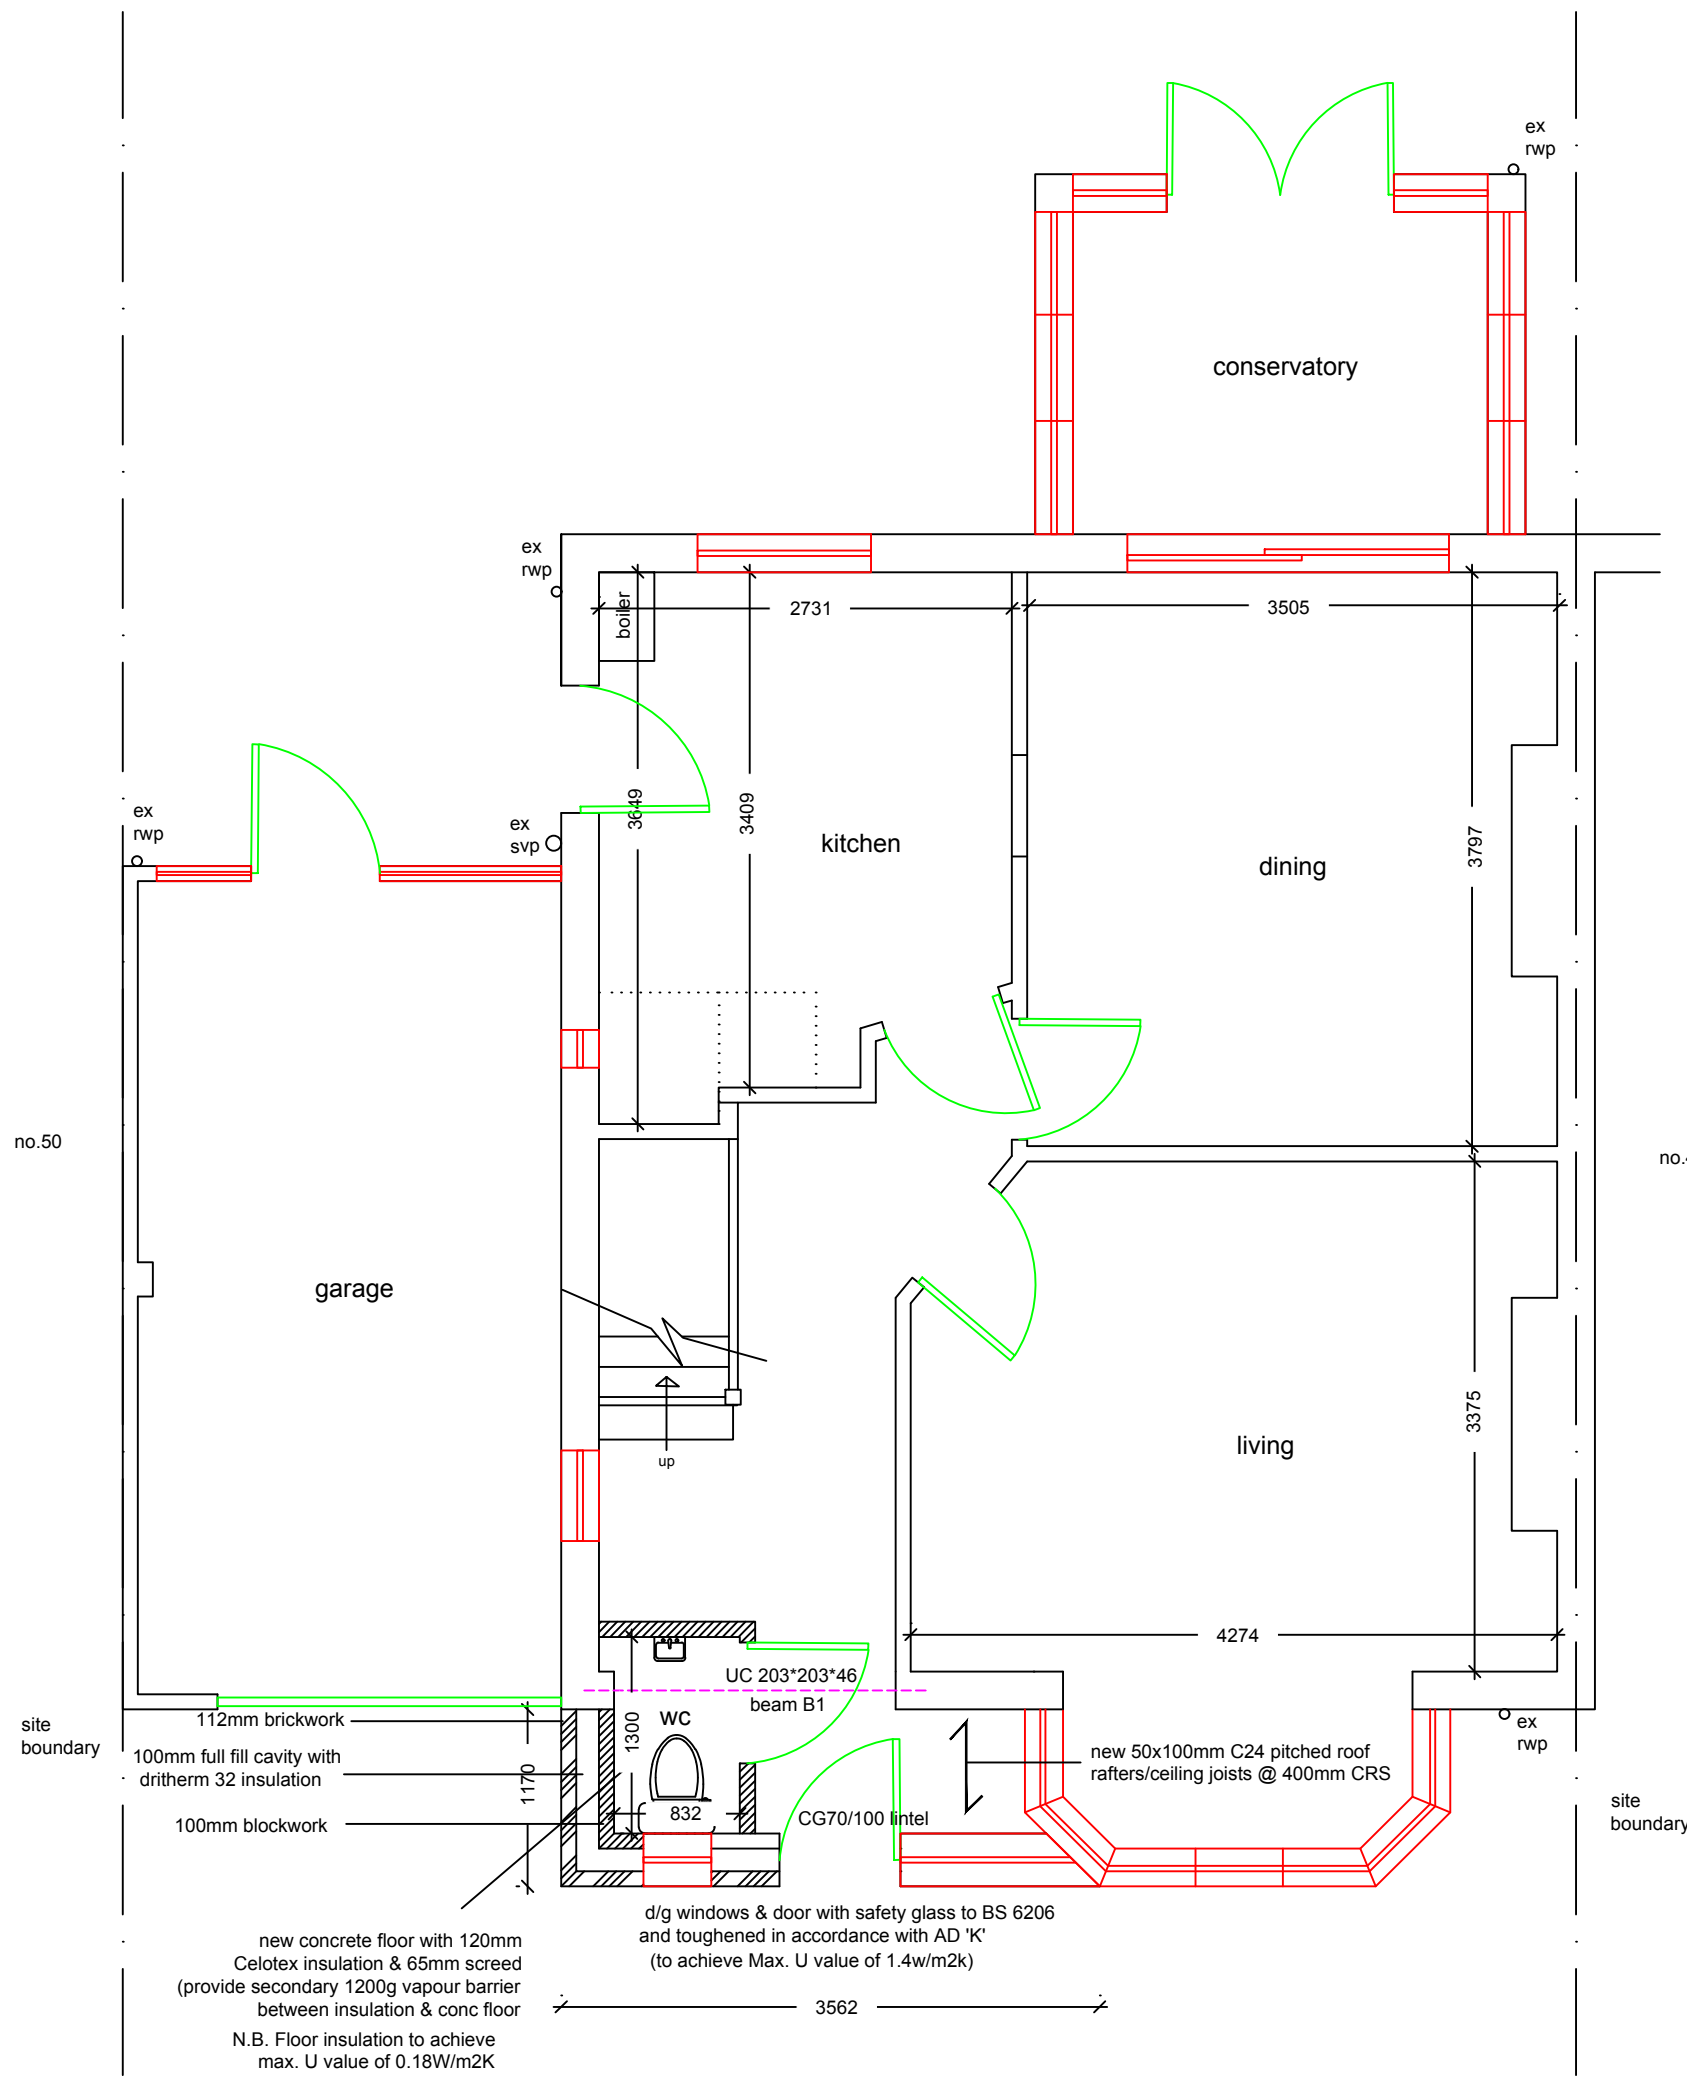 ex
rwp
conservatory
ex
rwp
boiler
2731
3505
3649
3409
3797
ex
rwp
ex
svp
kitchen
dining
no.50
no.
garage
3375
living
up
4274
UC 203*203*46
beam B1
WC
1300
1170
832
CG70/100 lintel
112mm brickwork
100mm full fill cavity with
dritherm 32 insulation
100mm blockwork
site
boundary
ex
rwp
new 50x100mm C24 pitched roof
rafters/ceiling joists @ 400mm CRS
site
boundary
d/g windows & door with safety glass to BS 6206
and toughened in accordance with AD 'K'
(to achieve Max. U value of 1.4w/m2k)
new concrete floor with 120mm
Celotex insulation & 65mm screed
(provide secondary 1200g vapour barrier
between insulation & conc floor
N.B. Floor insulation to achieve
max. U value of 0.18W/m2K
3562